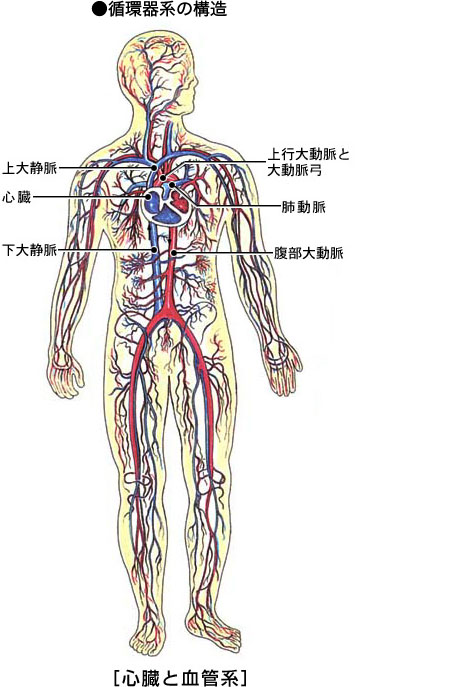 ●循環器系の構造
上大静脈
心臓
下大静脈
上行大動脈と
大動脈弓
肺動脈
腹部大動脈
[心臓と血管系]